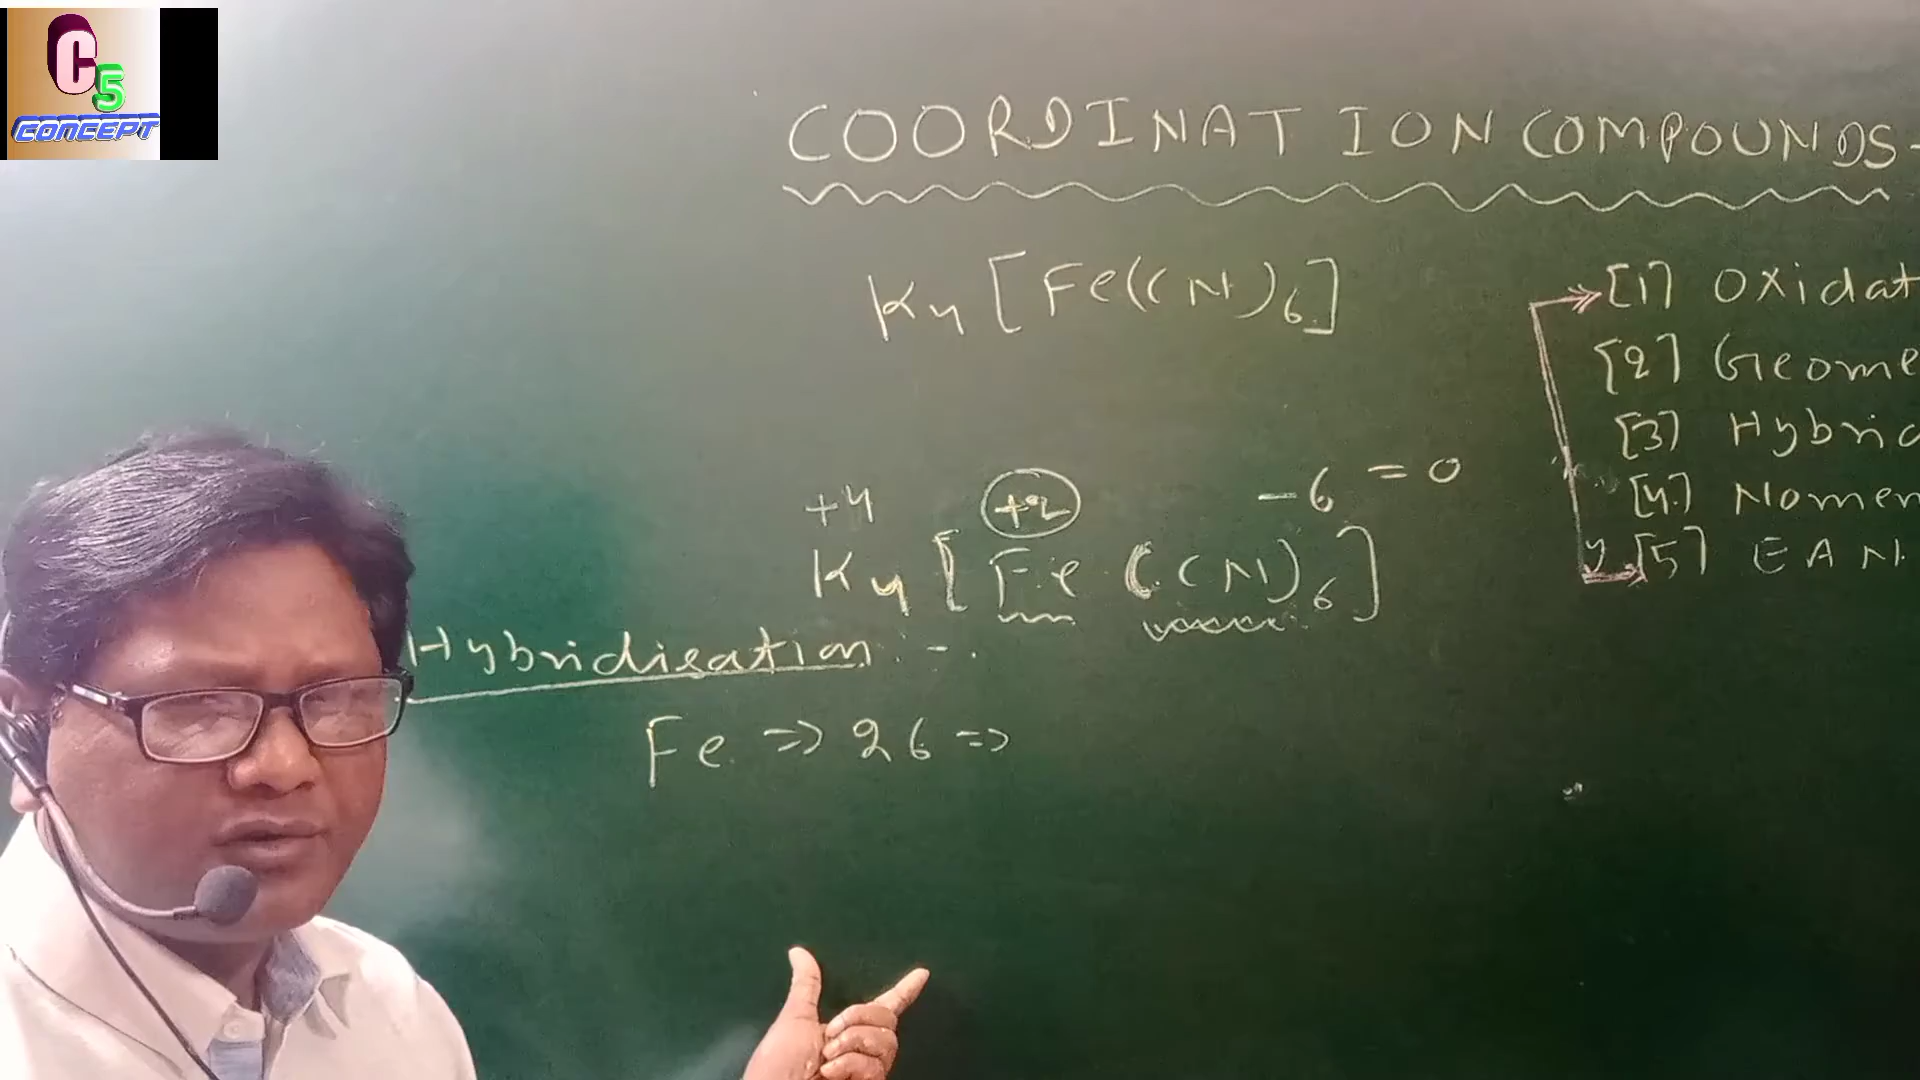 C5
CONCEPT
COORDINATION COMPOUNDS-
K4[Fe(CN)6]
[1] Oxidat
[2] Geome
[3] Hybrid
[4] Nomen
[5] EAN.
+4 +2 -6 = 0
K4[Fe(CN)6]
Hybridisation :-
Fe => 26 =>